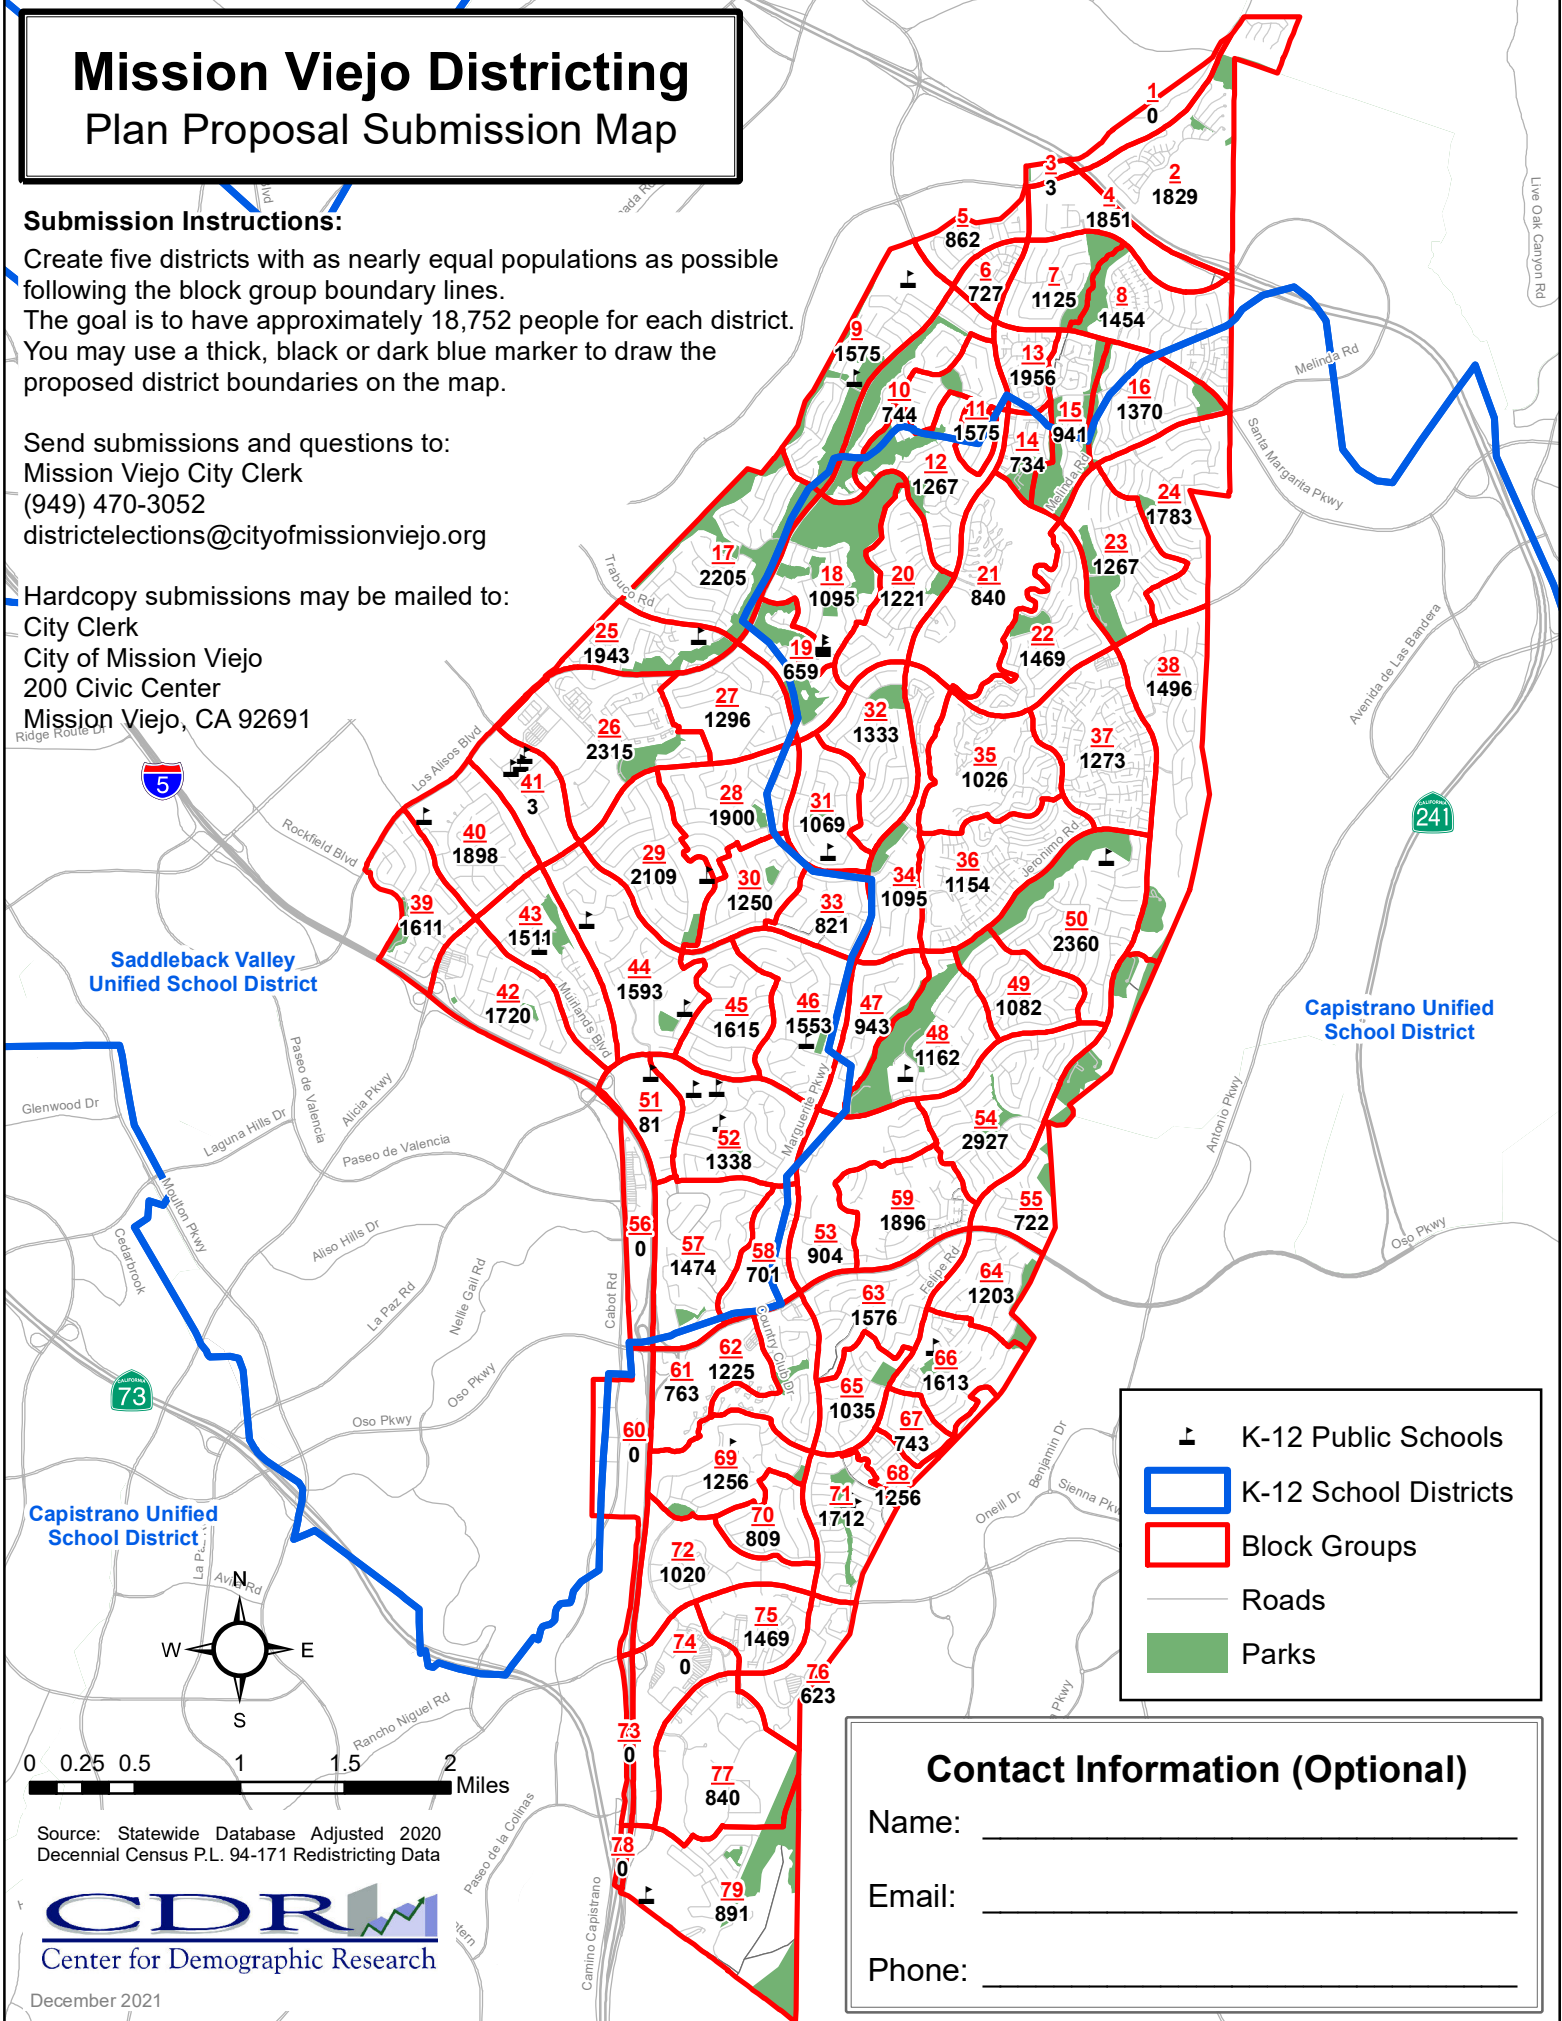 Mission Viejo Districting
Plan Proposal Submission Map
Submission Instructions:
Create five districts with as nearly equal populations as possible
following the block group boundary lines.
The goal is to have approximately 18,752 people for each district.
You may use a thick, black or dark blue marker to draw the
proposed district boundaries on the map.
Send submissions and questions to:
Mission Viejo City Clerk
(949) 470-3052
districtelections@cityofmissionviejo.org
Hardcopy submissions may be mailed to:
City Clerk
City of Mission Viejo
200 Civic Center
Mission Viejo, CA 92691
1
0
2
1829
3
3
4
1851
5
862
6
727
7
1125
8
1454
9
1575
10
744
11
1575
12
1267
13
1956
14
734
15
941
16
1370
17
2205
18
1095
19
659
20
1221
21
840
22
1469
23
1267
24
1783
25
1943
26
2315
27
1296
28
1900
29
2109
30
1250
31
1069
32
1333
33
821
34
1095
35
1026
36
1154
37
1273
38
1496
39
1611
40
1898
41
3
42
1720
43
1511
44
1593
45
1615
46
1553
47
943
48
1162
49
1082
50
2360
51
81
52
1338
53
904
54
2927
55
722
56
0
57
1474
58
701
59
1896
60
0
61
763
62
1225
63
1576
64
1203
65
1035
66
1613
67
743
68
1256
69
1256
70
809
71
1712
72
1020
73
0
74
0
75
1469
76
623
77
840
78
0
79
891
Ridge Route Dr
Los Alisos Blvd
Rockfield Blvd
Trabuco Rd
Melinda Rd
Melinda Rd
Santa Margarita Pkwy
Live Oak Canyon Rd
Avenida de Las Bandera
Jeronimo Rd
Muirlands Blvd
Marguerite Pkwy
Antonio Pkwy
Oso Pkwy
Felipe Rd
Country Club Dr
Cabot Rd
Glenwood Dr
Laguna Hills Dr
Paseo de Valencia
Alicia Pkwy
Paseo de Valencia
Moulton Pkwy
Cedarbrook
Aliso Hills Dr
La Paz Rd
Nellie Gail Rd
Oso Pkwy
Oso Pkwy
La Pa
Avila Rd
Rancho Niguel Rd
Paseo de la Colinas
Camino Capistrano
Oneill Dr
Benjamin Dr
Sienna Pkw
Pkwy
5
CALIFORNIA
241
CALIFORNIA
73
Saddleback Valley
Unified School District
Capistrano Unified
School District
Capistrano Unified
School District
N
W
E
S
0 0.25 0.5 1 1.5 2
Miles
Source: Statewide Database Adjusted 2020
Decennial Census P.L. 94-171 Redistricting Data
CDR
Center for Demographic Research
December 2021
K-12 Public Schools
K-12 School Districts
Block Groups
Roads
Parks
Contact Information (Optional)
Name:
Email:
Phone: